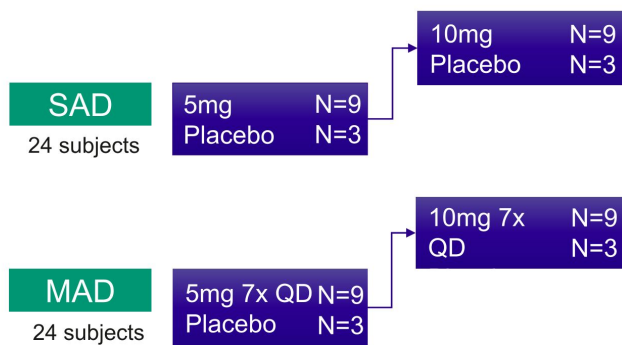 10mg N=9
Placebo N=3
SAD
24 subjects
5mg N=9
Placebo N=3
10mg 7x N=9
QD N=3
MAD
24 subjects
5mg 7x QD N=9
Placebo N=3